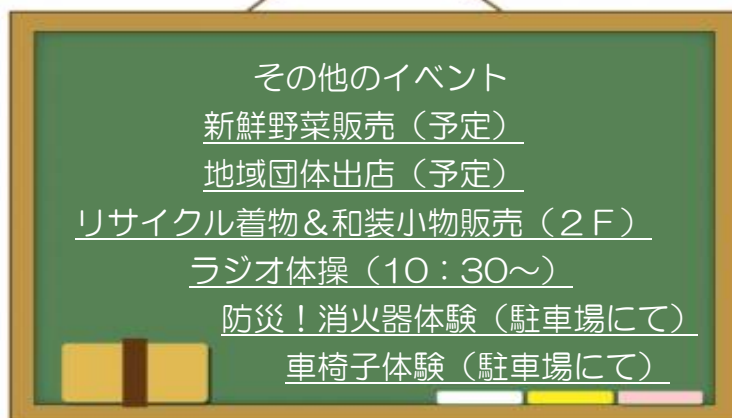 その他のイベント
新鮮野菜販売（予定）
地域団体出店（予定）
リサイクル着物＆和装小物販売（２Ｆ）
ラジオ体操（10：30～）
防災！消火器体験（駐車場にて）
車椅子体験（駐車場にて）